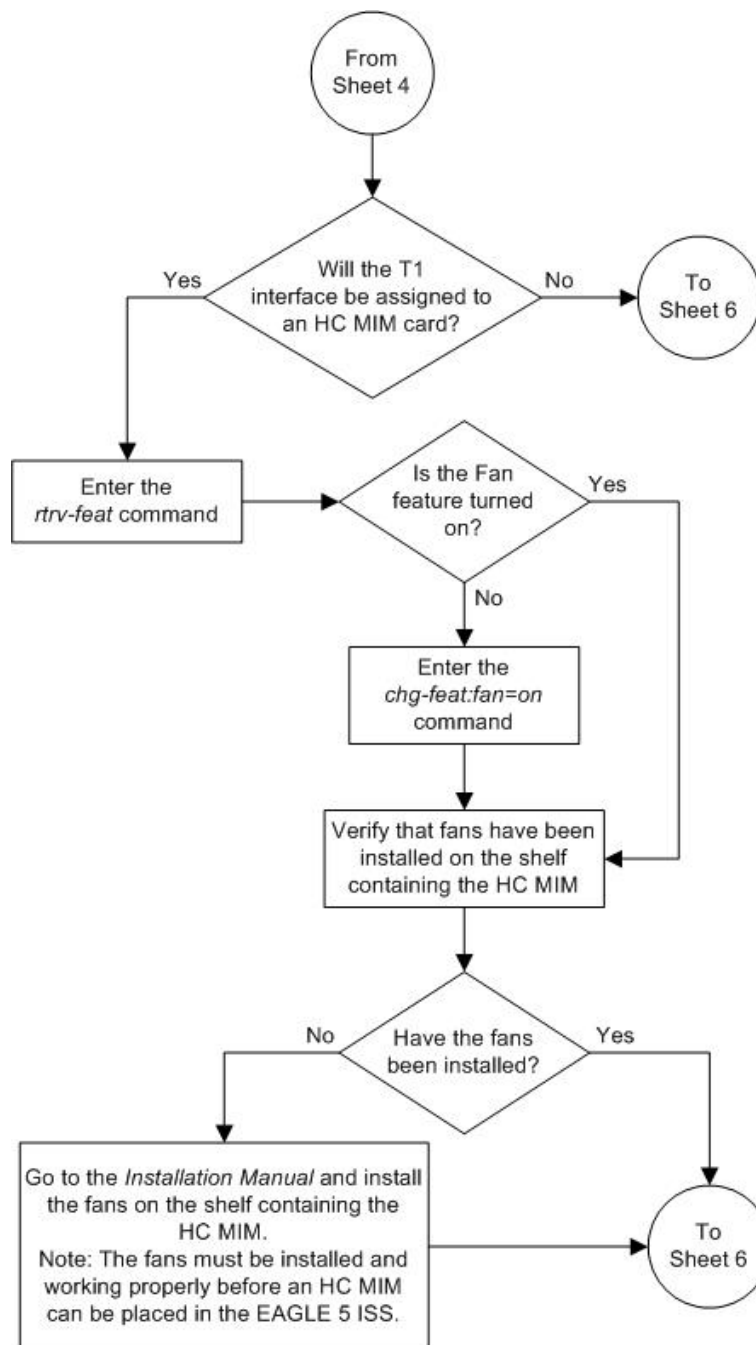 From
Sheet 4
Will the T1
interface be assigned to
an HC MIM card?
Yes
No
To
Sheet 6
Enter the
rtrv-feat command
Is the Fan
feature turned
on?
Yes
No
Enter the
chg-feat:fan=on
command
Verify that fans have been
installed on the shelf
containing the HC MIM
Have the fans
been installed?
No
Yes
Go to the Installation Manual and install
the fans on the shelf containing the
HC MIM.
Note: The fans must be installed and
working properly before an HC MIM
can be placed in the EAGLE 5 ISS.
To
Sheet 6